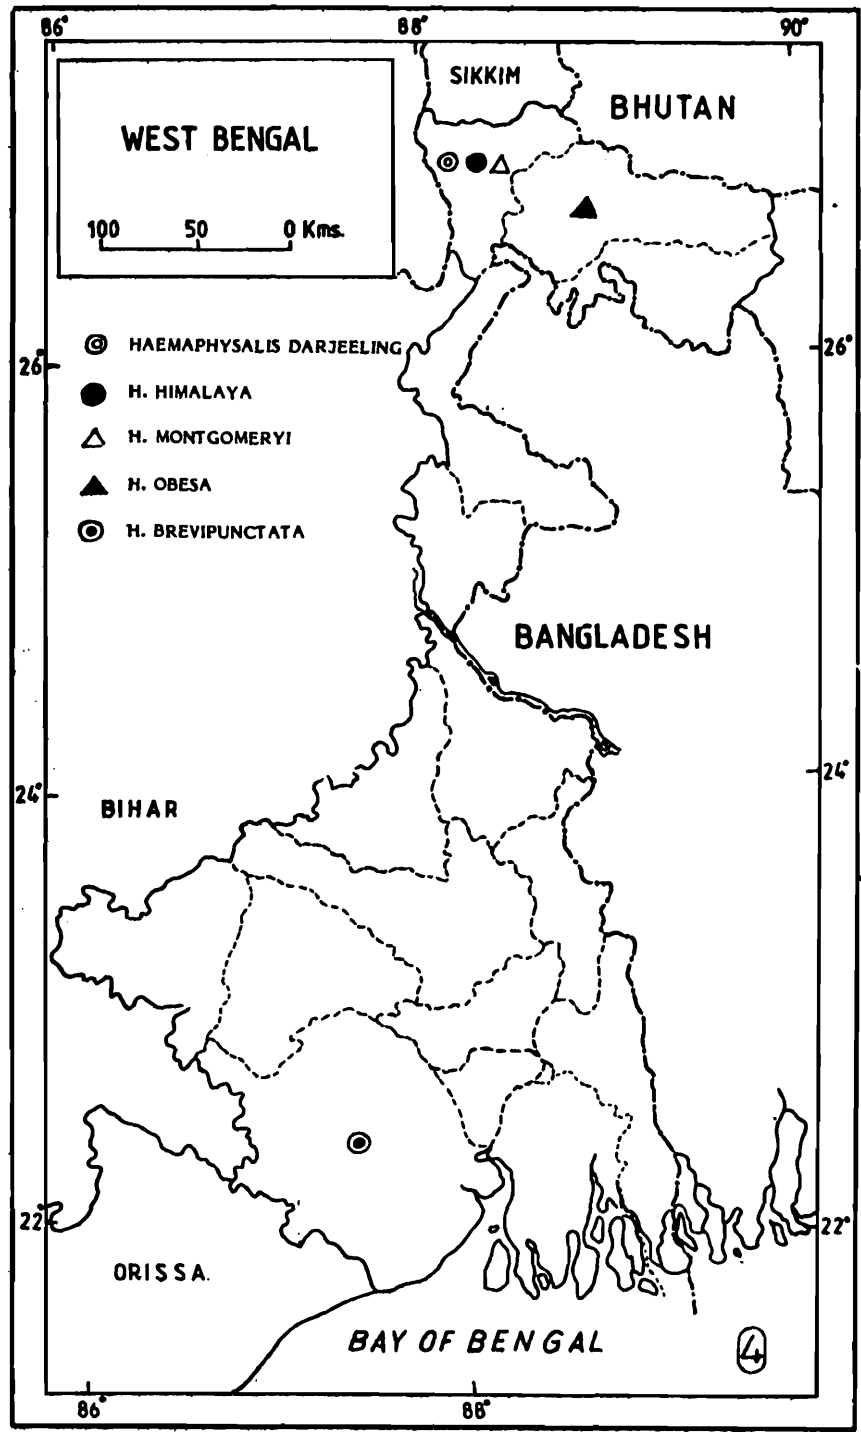 86° 88° 90°
SIKKIM
BHUTAN
WEST BENGAL
100 50 0 Kms.
HAEMAPHYSALIS DARJEELING
26° 26°
H. HIMALAYA
H. MONTGOMERYI
H. OBESA
H. BREVIPUNCTATA
BANGLADESH
24° 24°
BIHAR
22° 22°
ORISSA.
BAY OF BENGAL
4
86° 88°